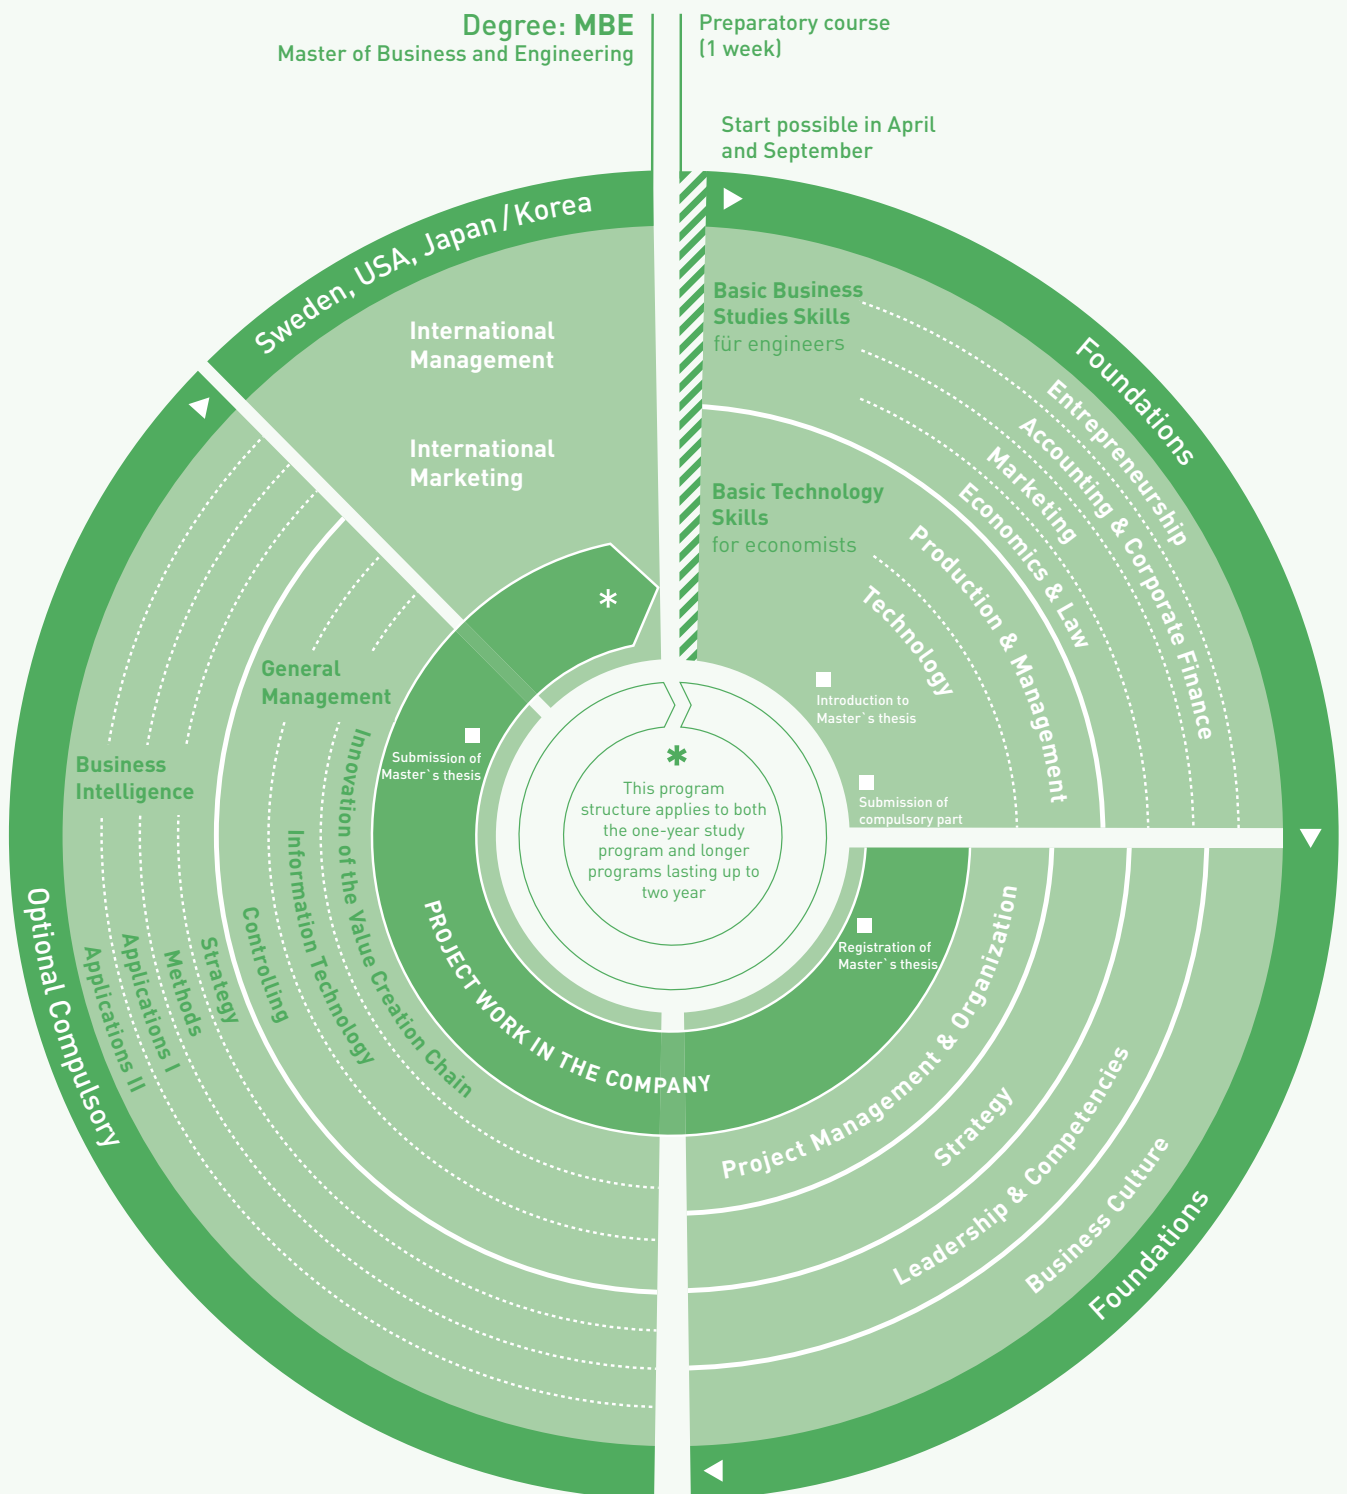 Degree: MBE
Master of Business and Engineering
Preparatory course
(1 week)
Start possible in April
and September
Sweden, USA, Japan / Korea
International
Management
International
Marketing
*
Basic Business
Studies Skills
für engineers
Foundations
Entrepreneurship
Accounting & Corporate Finance
Marketing
Economics & Law
Basic Technology
Skills
for economists
Production & Management
Technology
Introduction to
Master`s thesis
Submission of
compulsory part
Registration of
Master`s thesis
Project Management & Organization
Strategy
Leadership & Competencies
Business Culture
Foundations
PROJECT WORK IN THE COMPANY
Submission of
Master`s thesis
General
Management
Innovation of the Value Creation Chain
Information Technology
Controlling
Business
Intelligence
Strategy
Methods
Applications I
Applications II
Optional Compulsory
*
This program
structure applies to both
the one-year study
program and longer
programs lasting up to
two year